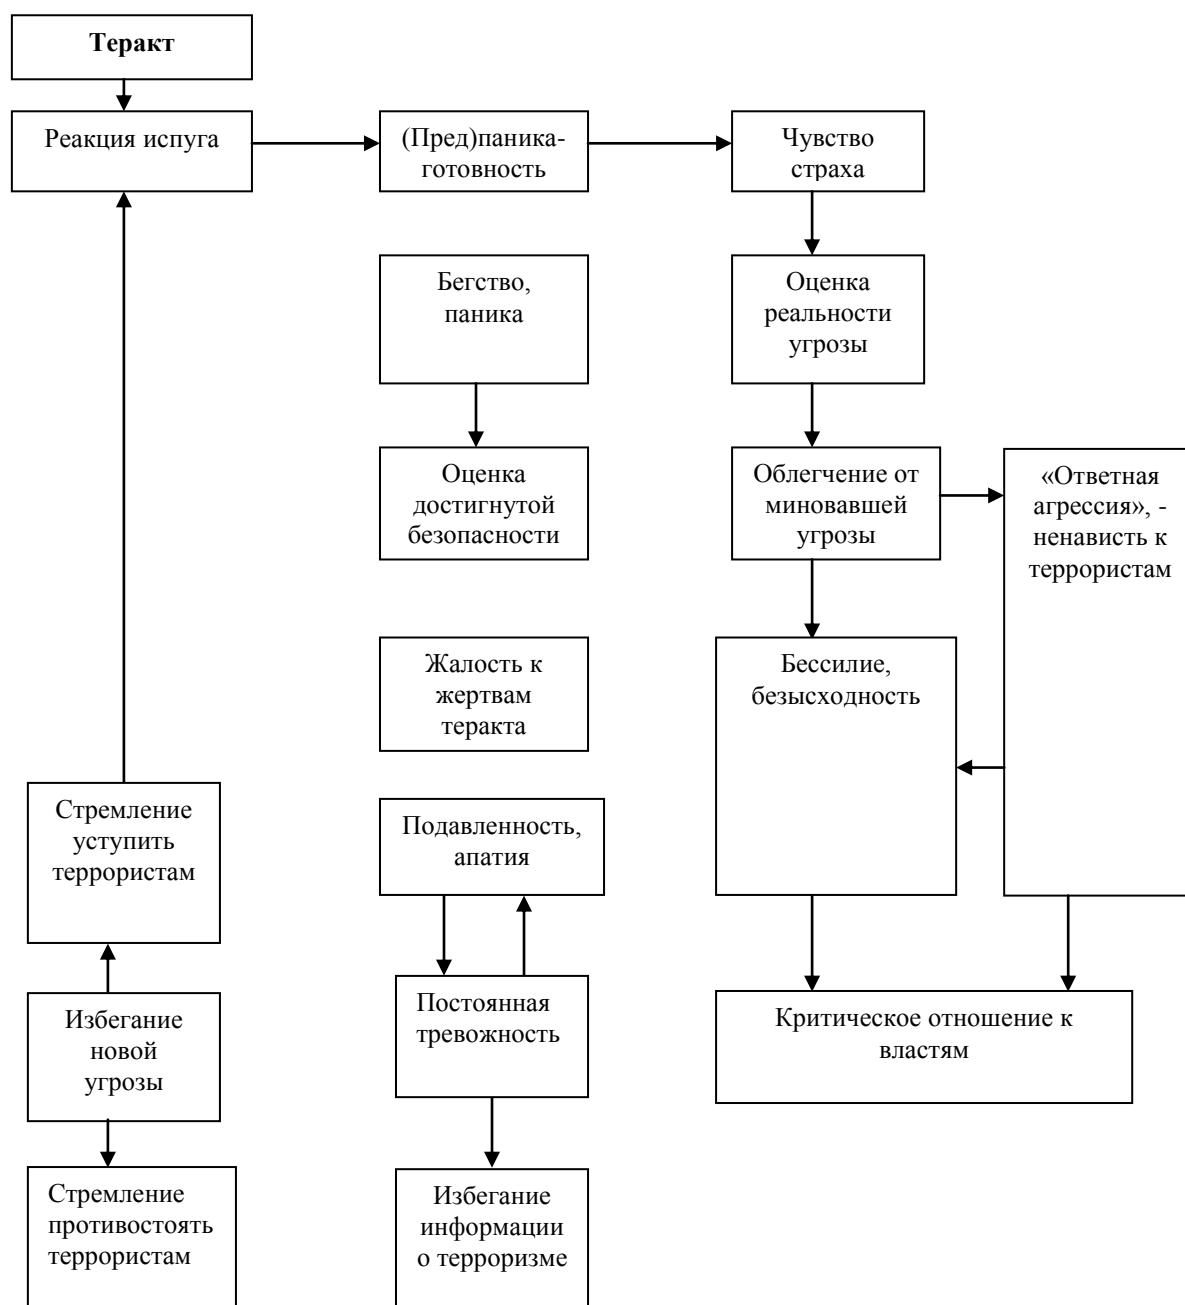 Теракт
Реакция испуга
(Пред)паника-
готовность
Чувство
страха
Бегство,
паника
Оценка
реальности
угрозы
Оценка
достигнутой
безопасности
Облегчение от
миновавшей
угрозы
«Ответная
агрессия», -
ненависть к
террористам
Жалость к
жертвам
теракта
Бессилие,
безысходность
Стремление
уступить
террористам
Подавленность,
апатия
Избегание
новой
угрозы
Постоянная
тревожность
Критическое отношение к
властям
Стремление
противостоять
террористам
Избегание
информации
о терроризме